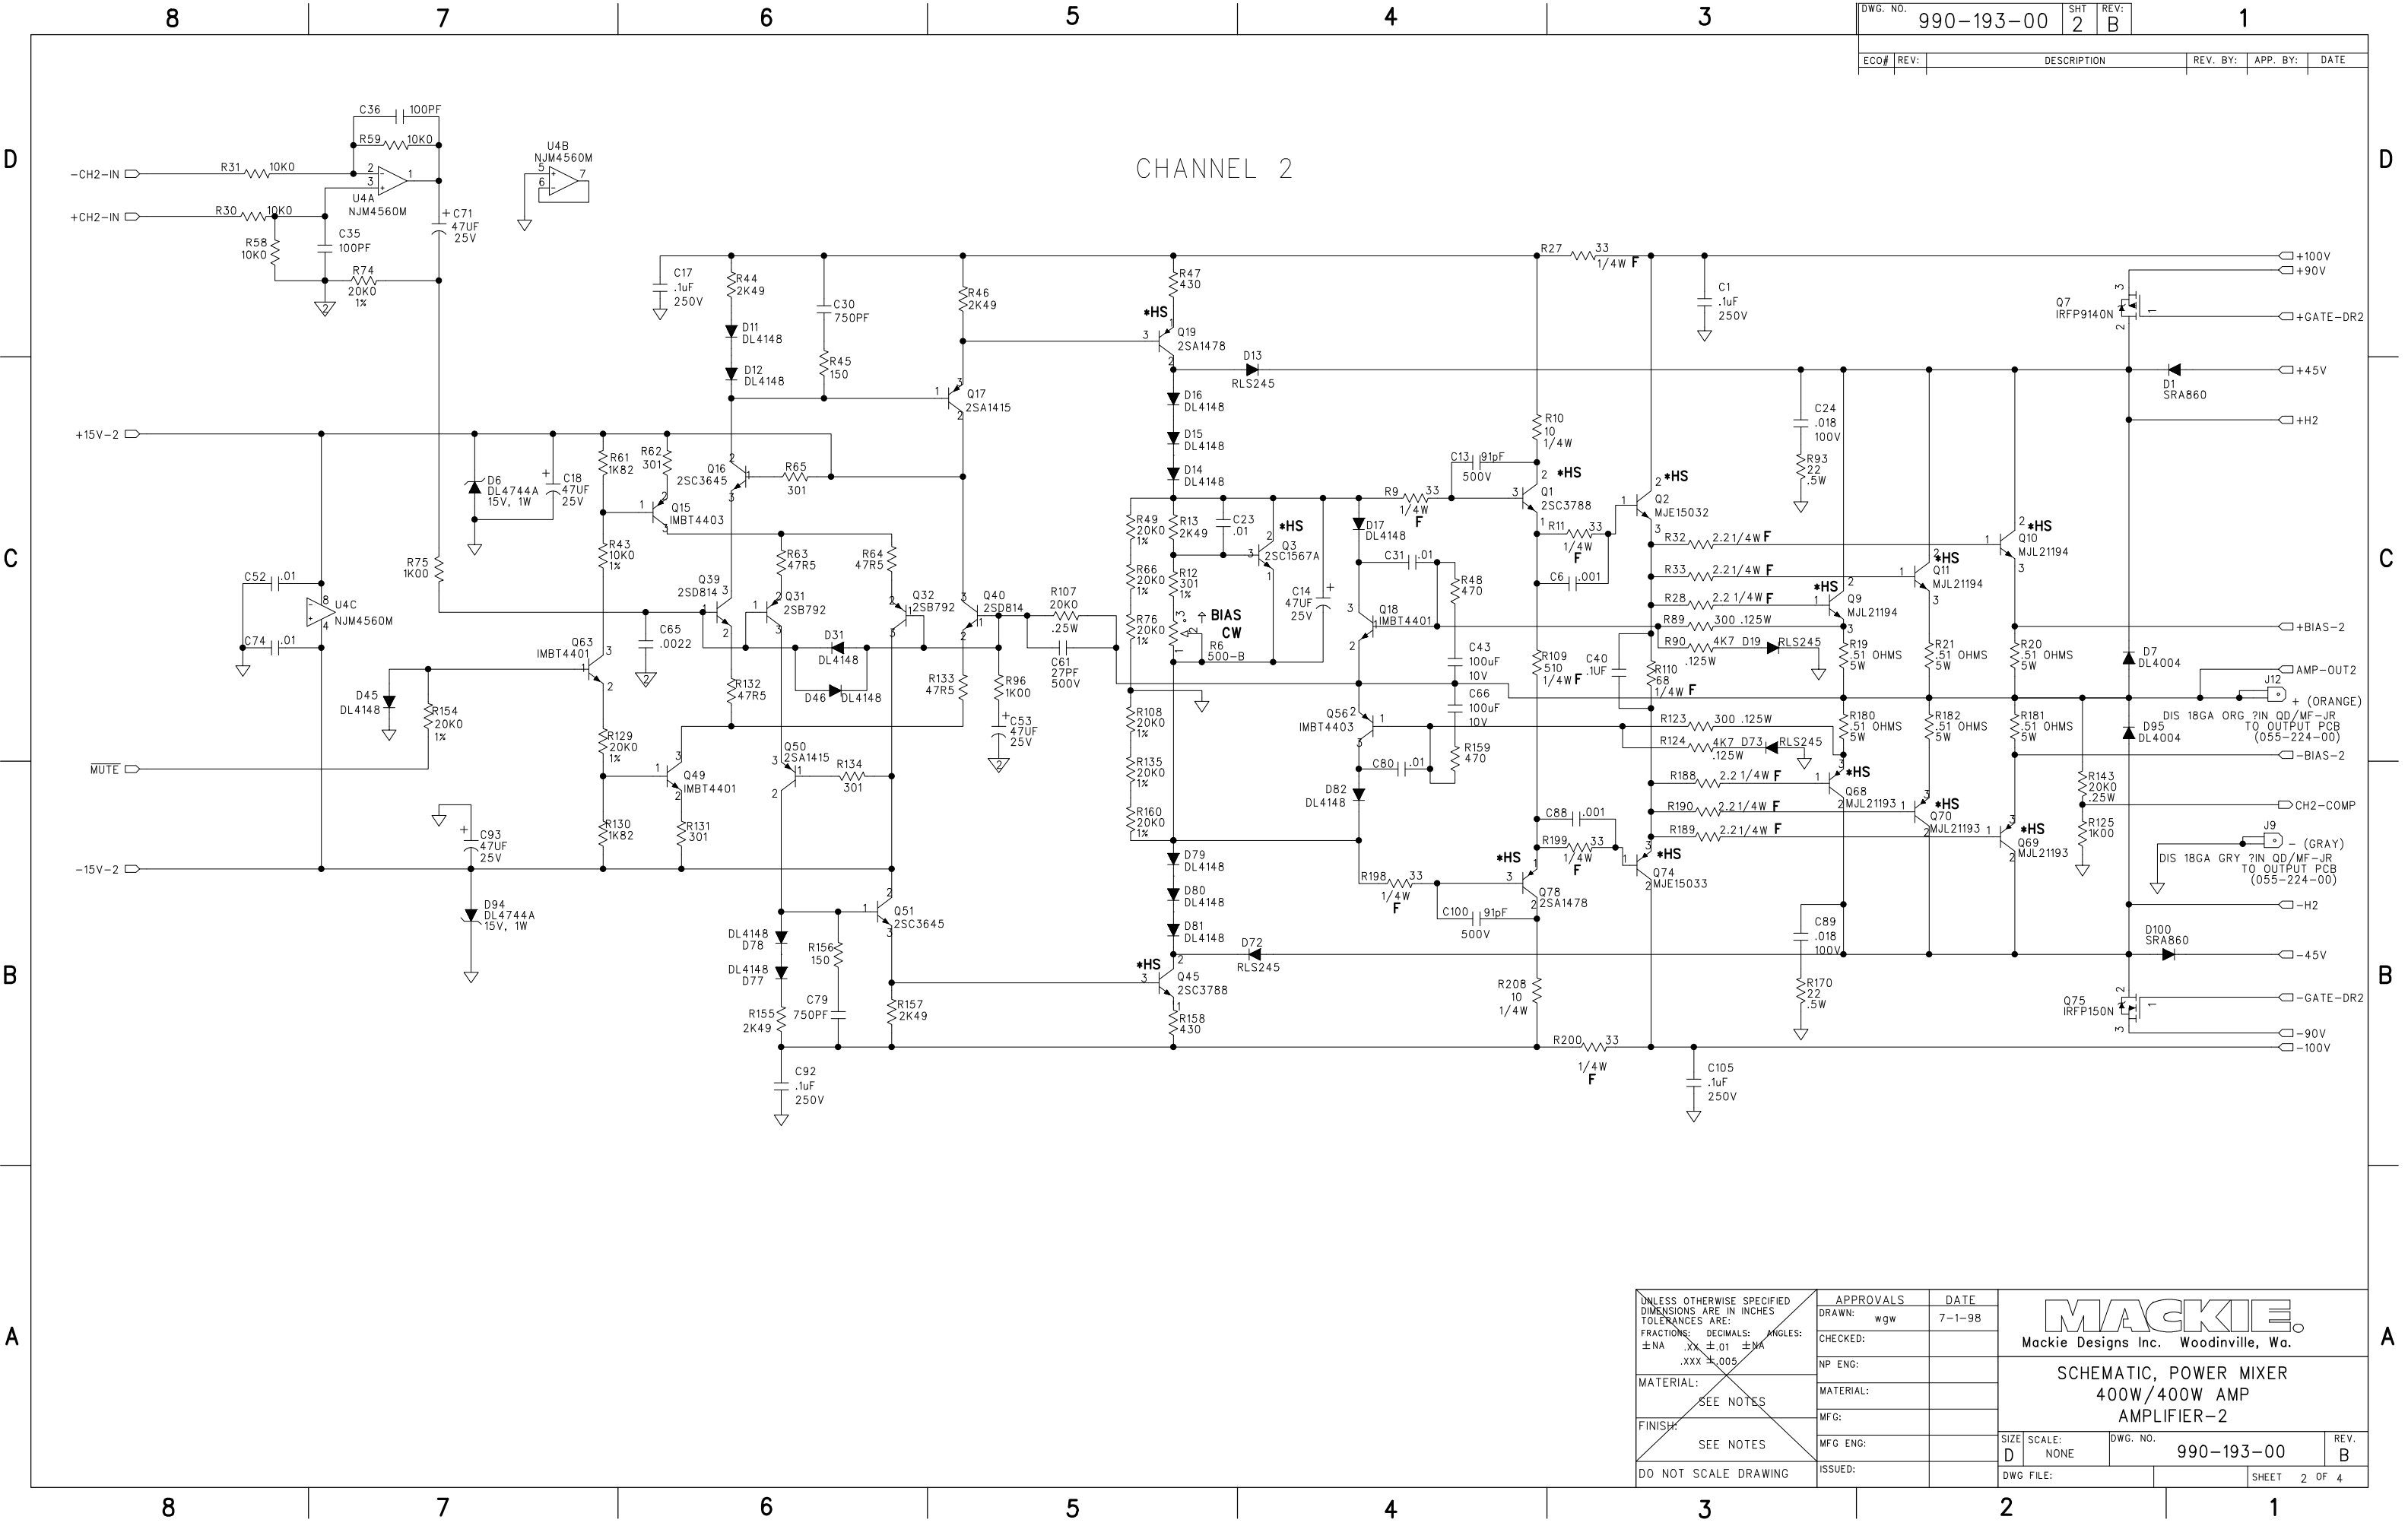 8 7 6 5 4 3 1
DWG. NO. 990-193-00 SHT 2 REV: B
ECO# REV: DESCRIPTION REV. BY: APP. BY: DATE
D
D
CHANNEL 2
C36 100PF
R59 10K0
-CH2-IN
R31 10K0
2 3 1
U4A
NJM4560M
+CH2-IN
R30 10K0
R58
10K0
C35
100PF
R74
20K0
1%
2
+ C71
47UF
25V
U4B
NJM4560M
5 6 7
C17
.1uF
250V
R44
2K49
D11
DL4148
D12
DL4148
C30
750PF
R45
150
R46
2K49
Q17
2SA1415
R47
430
*HS
Q19
2SA1478
D13
RLS245
D16
DL4148
D15
DL4148
D14
DL4148
R27 33
1/4W F
C1
.1uF
250V
+100V
+90V
Q7
IRFP9140N
+GATE-DR2
D1
SRA860
+45V
+H2
C24
.018
100V
R93
22
.5W
R10
10
1/4W
C13 91pF
500V
*HS
Q1
2SC3788
R9 33
1/4W
F
R11 33
1/4W
F
*HS
Q2
MJE15032
C6 .001
C
C
+15V-2
D6
DL4744A
15V, 1W
+
C18
47UF
25V
R61
1K82
R62
301
Q15
IMBT4403
R43
10K0
1%
Q16
2SC3645
R65
301
R63
47R5
R64
47R5
R75
1K00
C52 .01
8
U4C
NJM4560M
4
C74 .01
Q39
2SD814
Q31
2SB792
Q32
2SB792
Q40
2SD814
R107
20K0
.25W
C61
27PF
500V
C65
.0022
2
D31
DL4148
D46 DL4148
R132
47R5
R133
47R5
R96
1K00
+ C53
47UF
25V
2
Q63
IMBT4401
D45
DL4148
R154
20K0
1%
MUTE
R129
20K0
1%
R130
1K82
Q49
IMBT4401
R131
301
Q50
2SA1415
R134
301
+
C93
47UF
25V
-15V-2
D94
DL4744A
15V, 1W
R49
20K0
1%
R13
2K49
C23
.01
*HS
Q3
2SC1567A
R66
20K0
1%
R12
301
1%
R76
20K0
1%
BIAS
CW
R6
500-B
C14
47UF
25V
+
R108
20K0
1%
R135
20K0
1%
R160
20K0
1%
D17
DL4148
C31 .01
R48
470
Q18
IMBT4401
C43
100uF
10V
C66
100uF
10V
Q56
IMBT4403
R159
470
C80 .01
D82
DL4148
R109
510
1/4W F
C40
.1UF
R110
68
1/4W F
R32 2.2 1/4W F
R33 2.2 1/4W F
R28 2.2 1/4W F
R89 300 .125W
R90 4K7 D19 RLS245
.125W
R123 300 .125W
R124 4K7 D73 RLS245
.125W
R188 2.2 1/4W F
R190 2.2 1/4W F
R189 2.2 1/4W F
*HS
Q10
MJL21194
*HS
Q11
MJL21194
*HS
Q9
MJL21194
R19
.51 OHMS
5W
R21
.51 OHMS
5W
R20
.51 OHMS
5W
R180
.51 OHMS
5W
R182
.51 OHMS
5W
R181
.51 OHMS
5W
*HS
Q68
MJL21193
*HS
Q70
MJL21193
*HS
Q69
MJL21193
+BIAS-2
D7
DL4004
AMP-OUT2
J12
+ (ORANGE)
DIS 18GA ORG ?IN QD/MF-JR
TO OUTPUT PCB
(055-224-00)
D95
DL4004
-BIAS-2
R143
20K0
.25W
CH2-COMP
R125
1K00
J9
- (GRAY)
DIS 18GA GRY ?IN QD/MF-JR
TO OUTPUT PCB
(055-224-00)
-H2
D100
SRA860
-45V
Q75
IRFP150N
-GATE-DR2
-90V
-100V
B
B
C88 .001
R199 33
1/4W
F
*HS
Q74
MJE15033
*HS
Q78
2SA1478
R198 33
1/4W
F
C100 91pF
500V
C89
.018
100V
R170
22
.5W
R208
10
1/4W
R200 33
1/4W
F
C105
.1uF
250V
D79
DL4148
D80
DL4148
D81
DL4148
D72
RLS245
*HS
Q45
2SC3788
R158
430
Q51
2SC3645
DL4148
D78
DL4148
D77
R156
150
R155
2K49
C79
750PF
R157
2K49
C92
.1uF
250V
A
A
UNLESS OTHERWISE SPECIFIED
DIMENSIONS ARE IN INCHES
TOLERANCES ARE:
FRACTIONS: DECIMALS: ANGLES:
±NA .XX ±.01 ±NA
.XXX ±.005
MATERIAL:
SEE NOTES
FINISH:
SEE NOTES
DO NOT SCALE DRAWING
APPROVALS DATE
DRAWN: wgw 7-1-98
CHECKED:
NP ENG:
MATERIAL:
MFG:
MFG ENG:
ISSUED:
MACKIE.
Mackie Designs Inc. Woodinville, Wa.
SCHEMATIC, POWER MIXER
400W/400W AMP
AMPLIFIER-2
SIZE D SCALE: NONE DWG. NO. 990-193-00 REV. B
DWG FILE: SHEET 2 OF 4
8 7 6 5 4 3 2 1